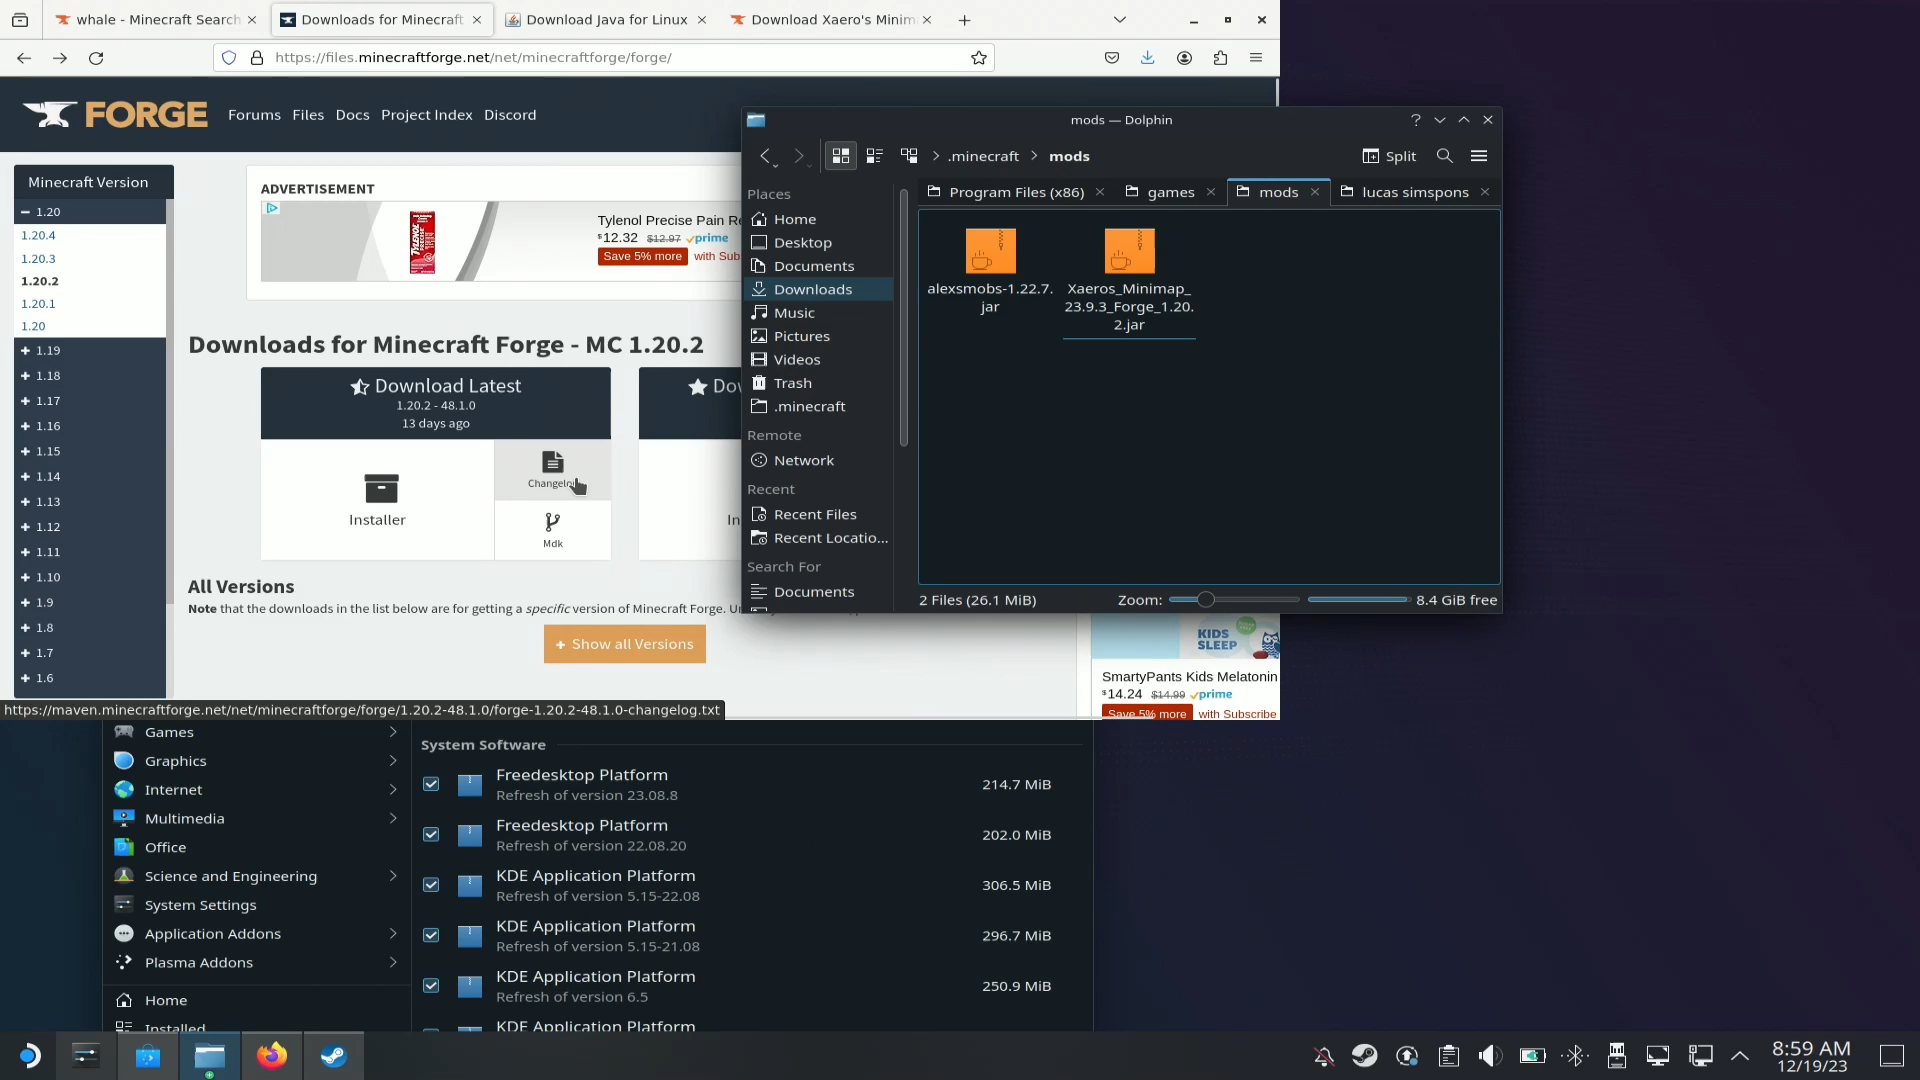 whale - Minecraft Search
Downloads for Minecraft
Download Java for Linux
Download Xaero's Minim
https://files.minecraftforge.net/net/minecraftforge/forge/
FORGE
Forums Files Docs Project Index Discord
Minecraft Version
1.20
1.20.4
1.20.3
1.20.2
1.20.1
1.20
1.19
1.18
1.17
1.16
1.15
1.14
1.13
1.12
1.11
1.10
1.9
1.8
1.7
1.6
ADVERTISEMENT
TYLENOL
Tylenol Precise Pain Re
$12.32 $12.97 prime
Save 5% more with Sub
Downloads for Minecraft Forge - MC 1.20.2
Download Latest
1.20.2 - 48.1.0
13 days ago
Installer
Changelo
Mdk
Dow
In
All Versions
Note that the downloads in the list below are for getting a specific version of Minecraft Forge.
+ Show all Versions
KIDS
SLEEP
SmartyPants Kids Melatonin
$14.24 $14.99 prime
Save 5% more with Subscribe
https://maven.minecraftforge.net/net/minecraftforge/forge/1.20.2-48.1.0/forge-1.20.2-48.1.0-changelog.txt
mods — Dolphin
.minecraft > mods
Split
Places
Home
Desktop
Documents
Downloads
Music
Pictures
Videos
Trash
.minecraft
Remote
Network
Recent
Recent Files
Recent Locatio...
Search For
Documents
Program Files (x86)
games
mods
lucas simspons
alexsmobs-1.22.7.
jar
Xaeros_Minimap_
23.9.3_Forge_1.20.
2.jar
2 Files (26.1 MiB)
Zoom:
8.4 GiB free
Games
Graphics
Internet
Multimedia
Office
Science and Engineering
System Settings
Application Addons
Plasma Addons
Home
Installed
System Software
Freedesktop Platform
Refresh of version 23.08.8
214.7 MiB
Freedesktop Platform
Refresh of version 22.08.20
202.0 MiB
KDE Application Platform
Refresh of version 5.15-22.08
306.5 MiB
KDE Application Platform
Refresh of version 5.15-21.08
296.7 MiB
KDE Application Platform
Refresh of version 6.5
250.9 MiB
KDE Application Platform
8:59 AM
12/19/23